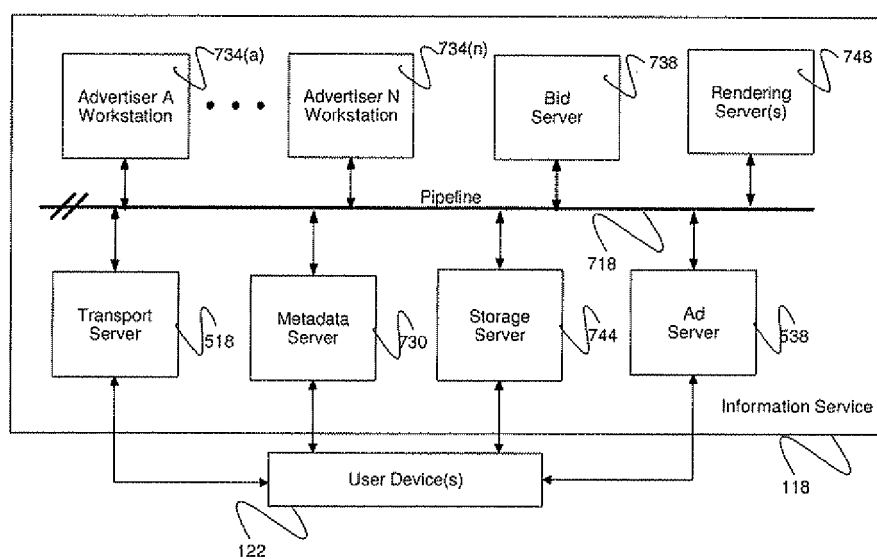 734(a)
734(n)
738
748
Advertiser A
Workstation
Advertiser N
Workstation
Bid
Server
Rendering
Server(s)
Pipeline
718
Transport
Server
518
Metadata
Server
730
Storage
Server
744
Ad
Server
538
Information Service
118
User Device(s)
122